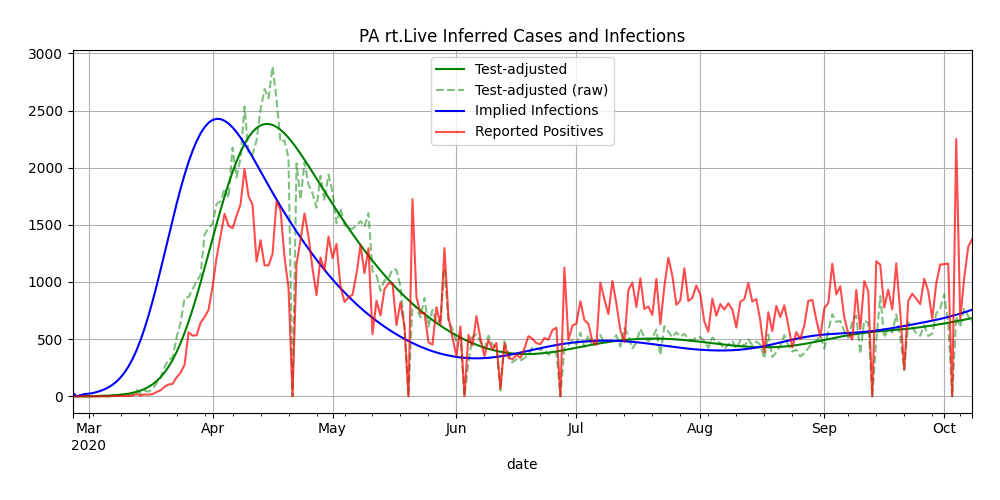 PA rt.Live Inferred Cases and Infections
3000
2500
2000
1500
1000
500
0
Test-adjusted
Test-adjusted (raw)
Implied Infections
Reported Positives
Mar Apr May Jun Jul Aug Sep Oct
2020
date